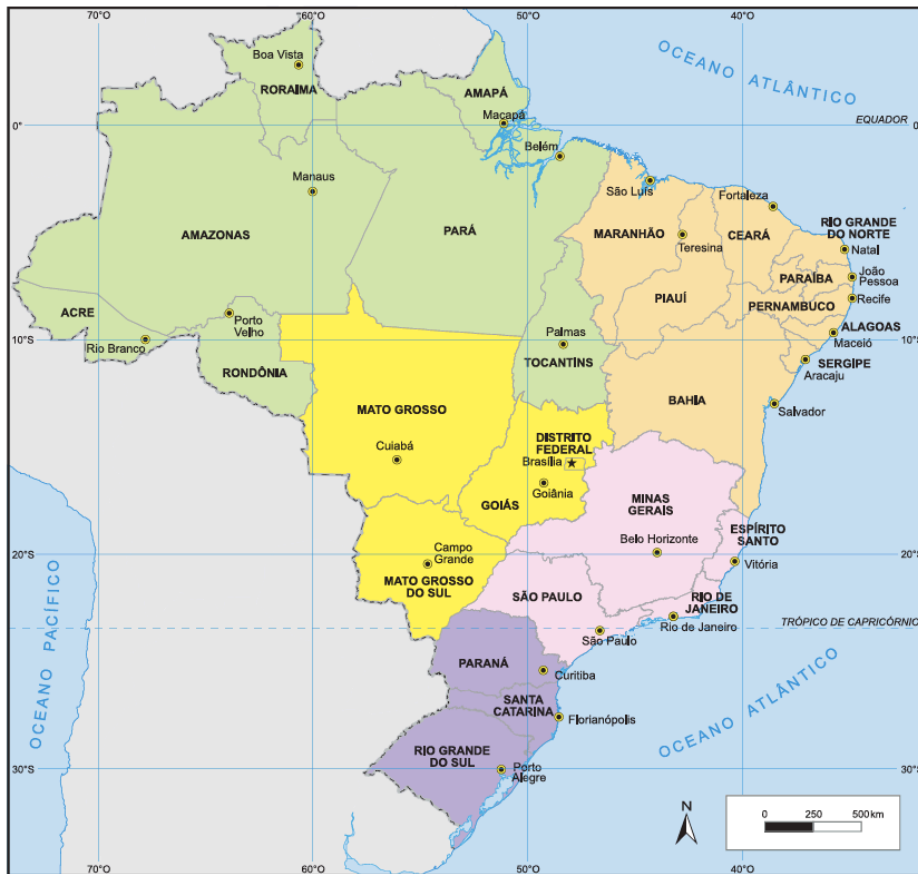 70°O
60°O
50°O
40°O
OCEANO ATLÂNTICO
Boa Vista
RORAIMA
AMAPÁ
Macapá
EQUADOR
0°
0°
Belém
Manaus
São Luís
Fortaleza
AMAZONAS
PARÁ
MARANHÃO
Teresina
CEARÁ
RIO GRANDE
DO NORTE
Natal
PARAÍBA
João
Pessoa
PIAUÍ
PERNAMBUCO
Recife
ACRE
Porto
Velho
Rio Branco
Palmas
ALAGOAS
Maceió
10°S
10°S
RONDÔNIA
TOCANTINS
SERGIPE
Aracaju
MATO GROSSO
BAHIA
Salvador
Cuiabá
DISTRITO
FEDERAL
Brasília
Goiânia
GOIÁS
MINAS
GERAIS
ESPÍRITO
SANTO
Belo Horizonte
Vitória
20°S
20°S
Campo
Grande
MATO GROSSO
DO SUL
SÃO PAULO
RIO DE
JANEIRO
Rio de Janeiro
TRÓPICO DE CAPRICÓRNIO
São Paulo
OCEANO PACÍFICO
PARANÁ
Curitiba
SANTA
CATARINA
Florianópolis
OCEANO ATLÂNTICO
RIO GRANDE
DO SUL
Porto
Alegre
30°S
30°S
N
0 250 500 km
70°O
60°O
50°O
40°O